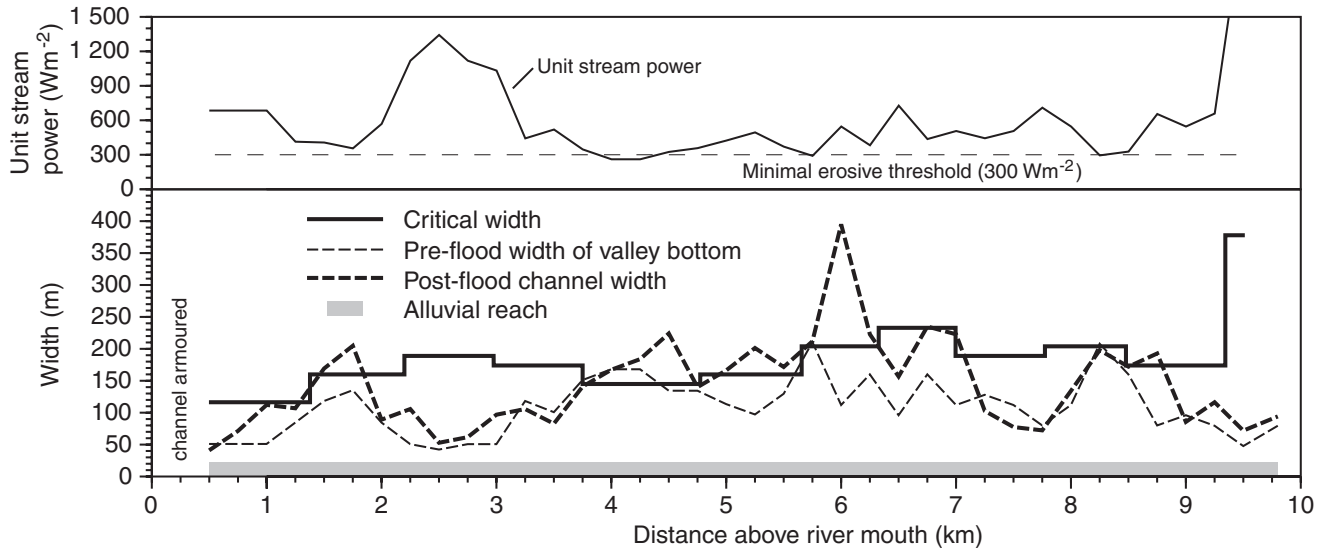 Unit stream
power (Wm-2)
1 500
1 200
900
600
300
0
Unit stream power
Minimal erosive threshold (300 Wm-2)
Width (m)
400
350
300
250
200
150
100
50
0
channel armoured
Critical width
Pre-flood width of valley bottom
Post-flood channel width
Alluvial reach
0 1 2 3 4 5 6 7 8 9 10
Distance above river mouth (km)